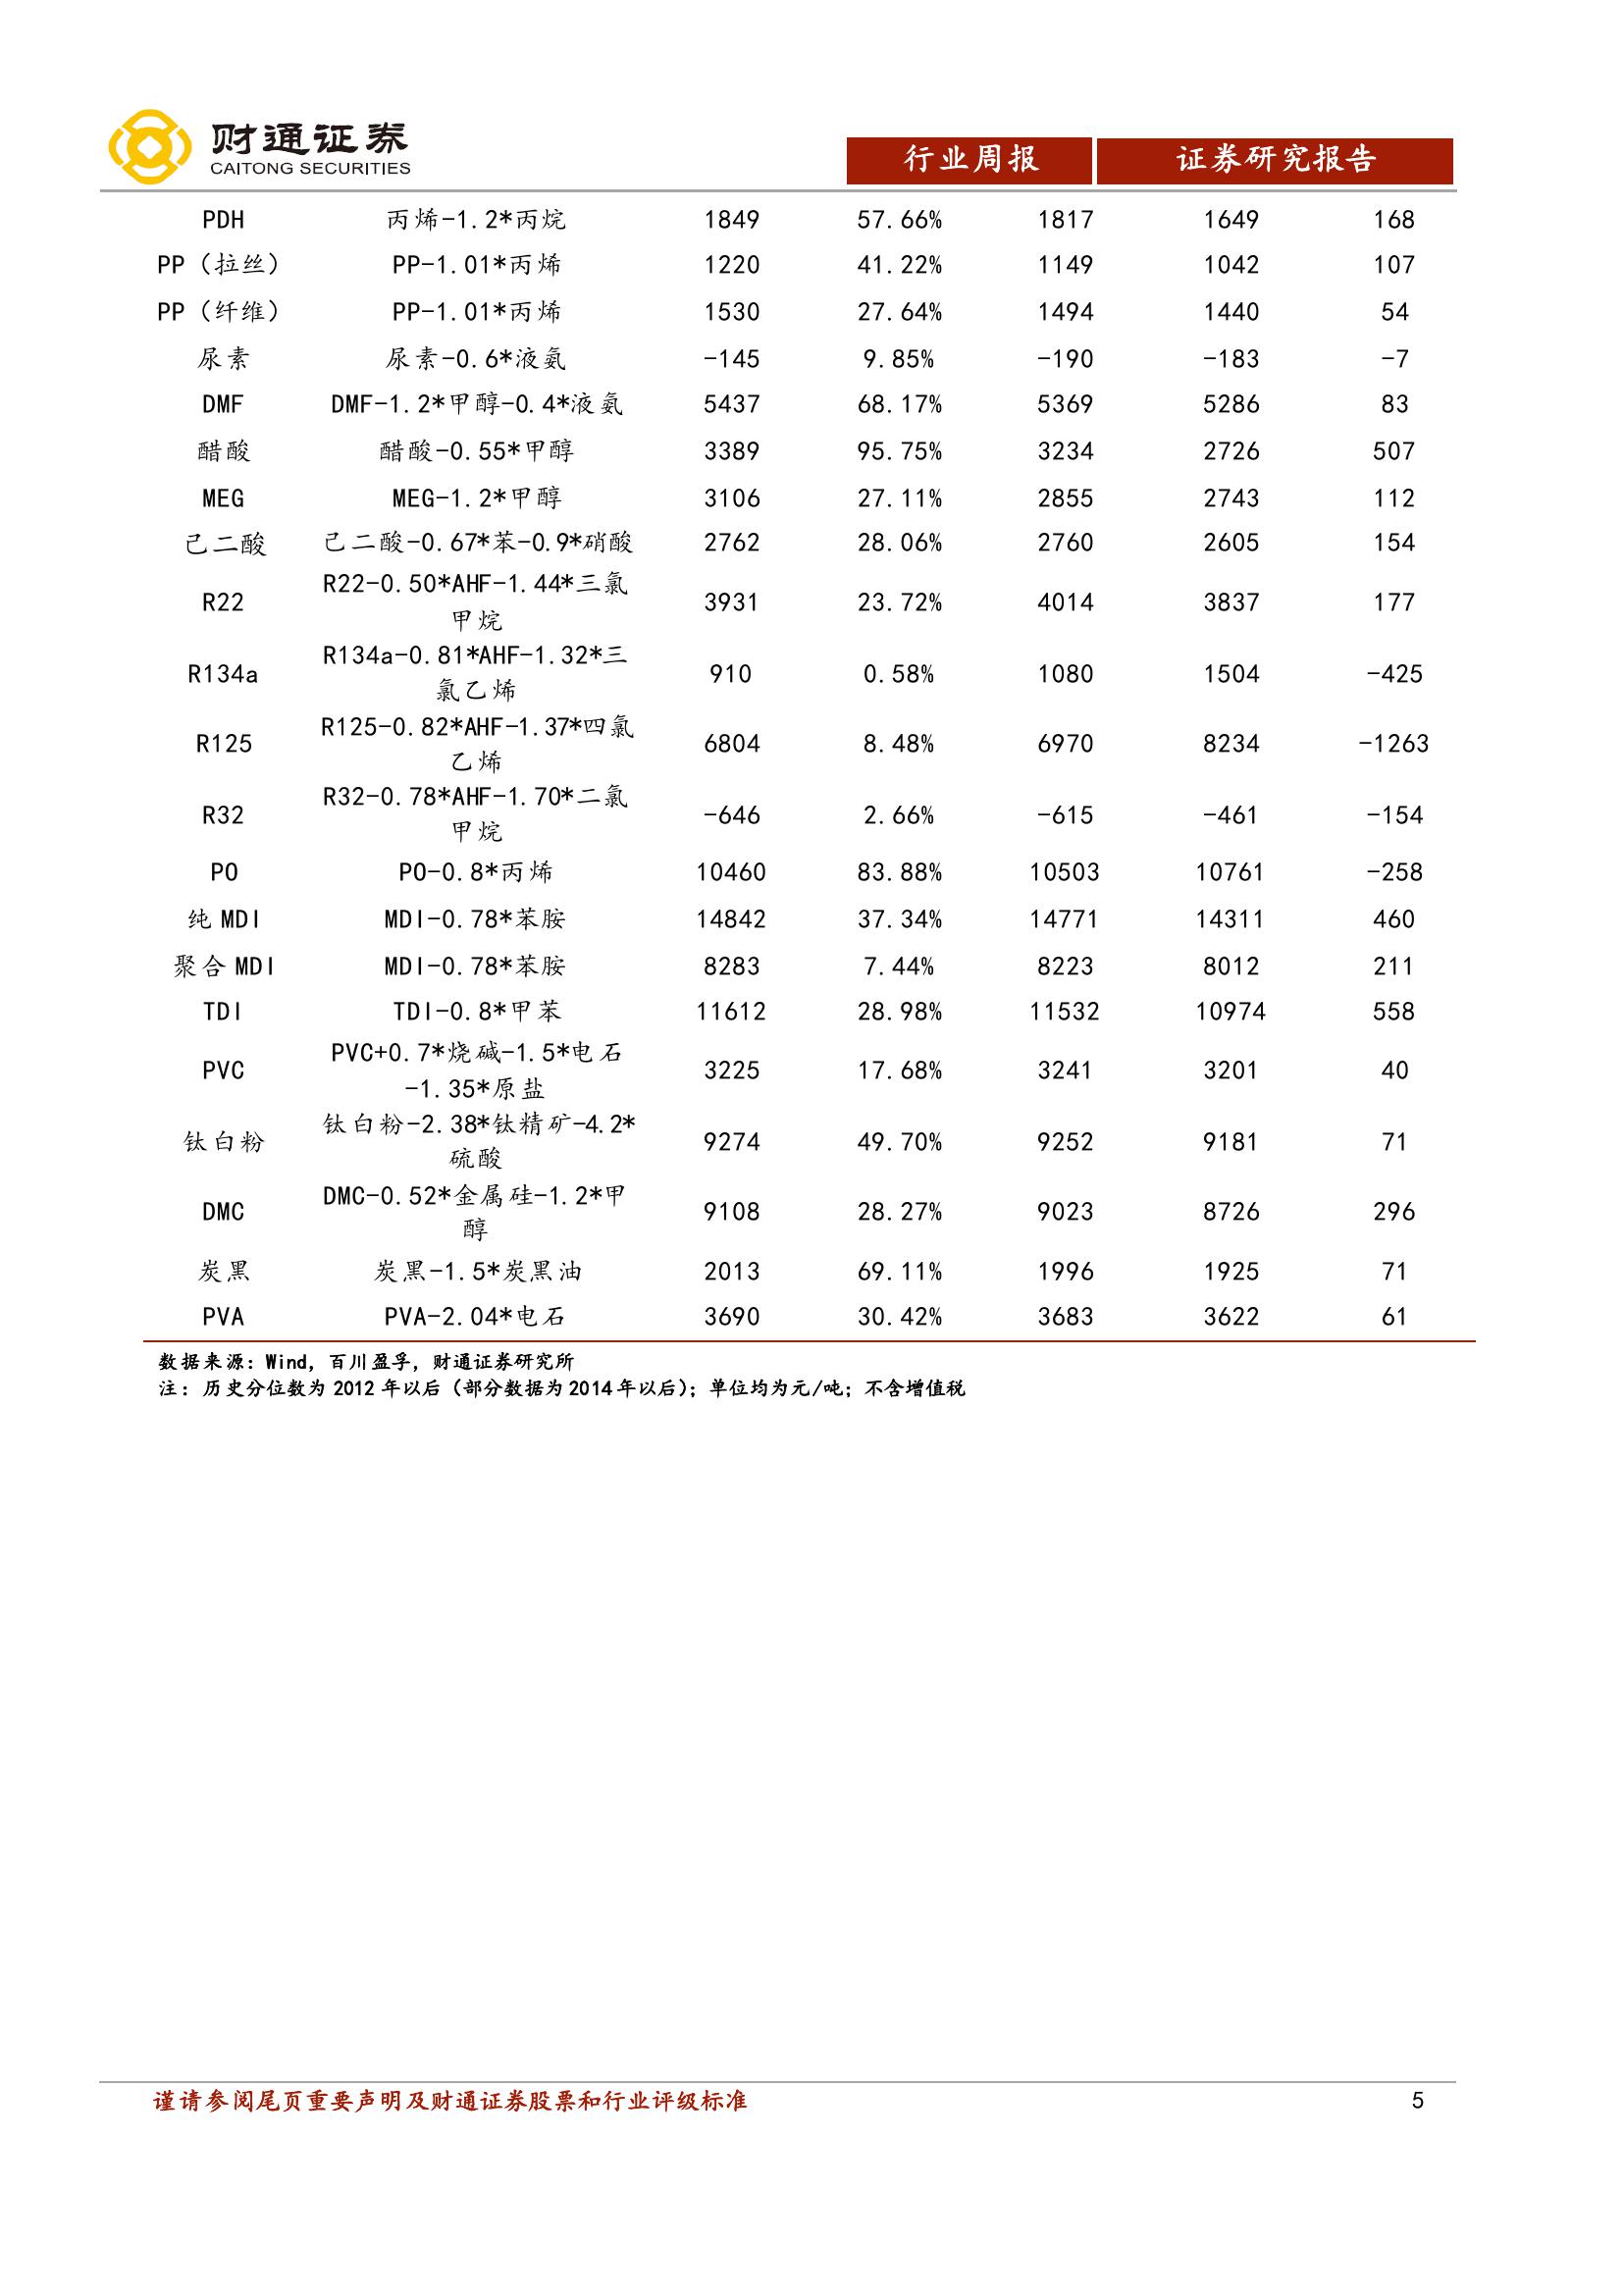 财通证券
CAITONG SECURITIES
行业周报 证券研究报告
PDH 丙烯-1.2*丙烷 1849 57.66% 1817 1649 168
PP（拉丝） PP-1.01*丙烯 1220 41.22% 1149 1042 107
PP（纤维） PP-1.01*丙烯 1530 27.64% 1494 1440 54
尿素 尿素-0.6*液氨 -145 9.85% -190 -183 -7
DMF DMF-1.2*甲醇-0.4*液氨 5437 68.17% 5369 5286 83
醋酸 醋酸-0.55*甲醇 3389 95.75% 3234 2726 507
MEG MEG-1.2*甲醇 3106 27.11% 2855 2743 112
己二酸 己二酸-0.67*苯-0.9*硝酸 2762 28.06% 2760 2605 154
R22-0.50*AHF-1.44*三氯
R22 3931 23.72% 4014 3837 177
甲烷
R134a-0.81*AHF-1.32*三
R134a 910 0.58% 1080 1504 -425
氯乙烯
R125-0.82*AHF-1.37*四氯
R125 6804 8.48% 6970 8234 -1263
乙烯
R32-0.78*AHF-1.70*二氯
R32 -646 2.66% -615 -461 -154
甲烷
PO PO-0.8*丙烯 10460 83.88% 10503 10761 -258
纯 MDI MDI-0.78*苯胺 14842 37.34% 14771 14311 460
聚合 MDI MDI-0.78*苯胺 8283 7.44% 8223 8012 211
TDI TDI-0.8*甲苯 11612 28.98% 11532 10974 558
PVC+0.7*烧碱-1.5*电石
PVC 3225 17.68% 3241 3201 40
-1.35*原盐
钛白粉-2.38*钛精矿-4.2*
钛白粉 9274 49.70% 9252 9181 71
硫酸
DMC-0.52*金属硅-1.2*甲
DMC 9108 28.27% 9023 8726 296
醇
炭黑 炭黑-1.5*炭黑油 2013 69.11% 1996 1925 71
PVA PVA-2.04*电石 3690 30.42% 3683 3622 61
数据来源：Wind，百川盈孚，财通证券研究所
注：历史分位数为 2012 年以后（部分数据为 2014 年以后）；单位均为元/吨；不含增值税
谨请参阅尾页重要声明及财通证券股票和行业评级标准 5